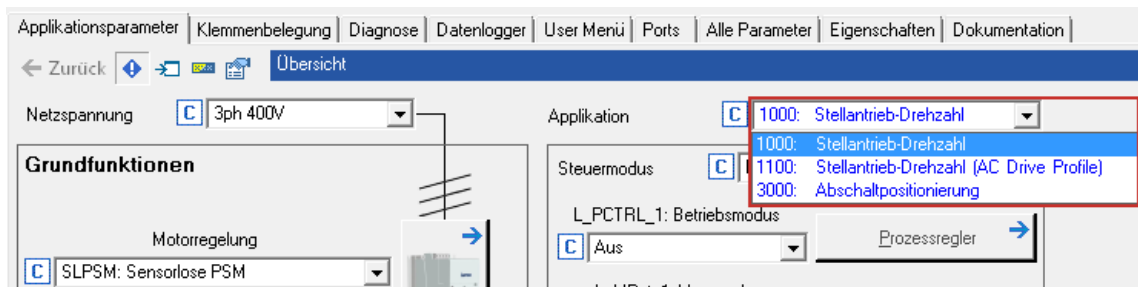 Applikationsparameter Klemmenbelegung Diagnose Datenlogger User Menü Ports Alle Parameter Eigenschaften Dokumentation
Zurück Übersicht
Netzspannung C 3ph 400V Applikation C 1000: Stellantrieb-Drehzahl
1000: Stellantrieb-Drehzahl
Grundfunktionen Steuermodus C 1100: Stellantrieb-Drehzahl (AC Drive Profile)
3000: Abschaltpositionierung
L_PCTRL_1: Betriebsmodus
Motorregelung C Aus Prozessregler
C SLPSM: Sensorlose PSM